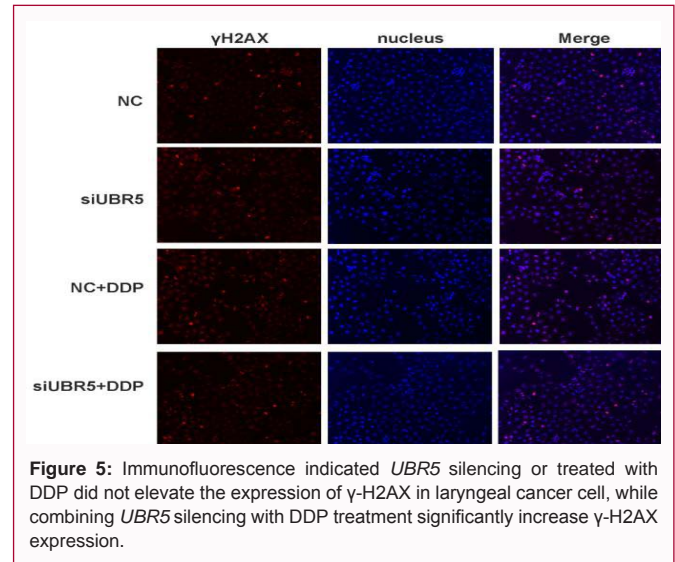 γH2AX nucleus Merge
NC
siUBR5
NC+DDP
siUBR5+DDP
Figure 5: Immunofluorescence indicated UBR5 silencing or treated with
DDP did not elevate the expression of γ-H2AX in laryngeal cancer cell, while
combining UBR5 silencing with DDP treatment significantly increase γ-H2AX
expression.